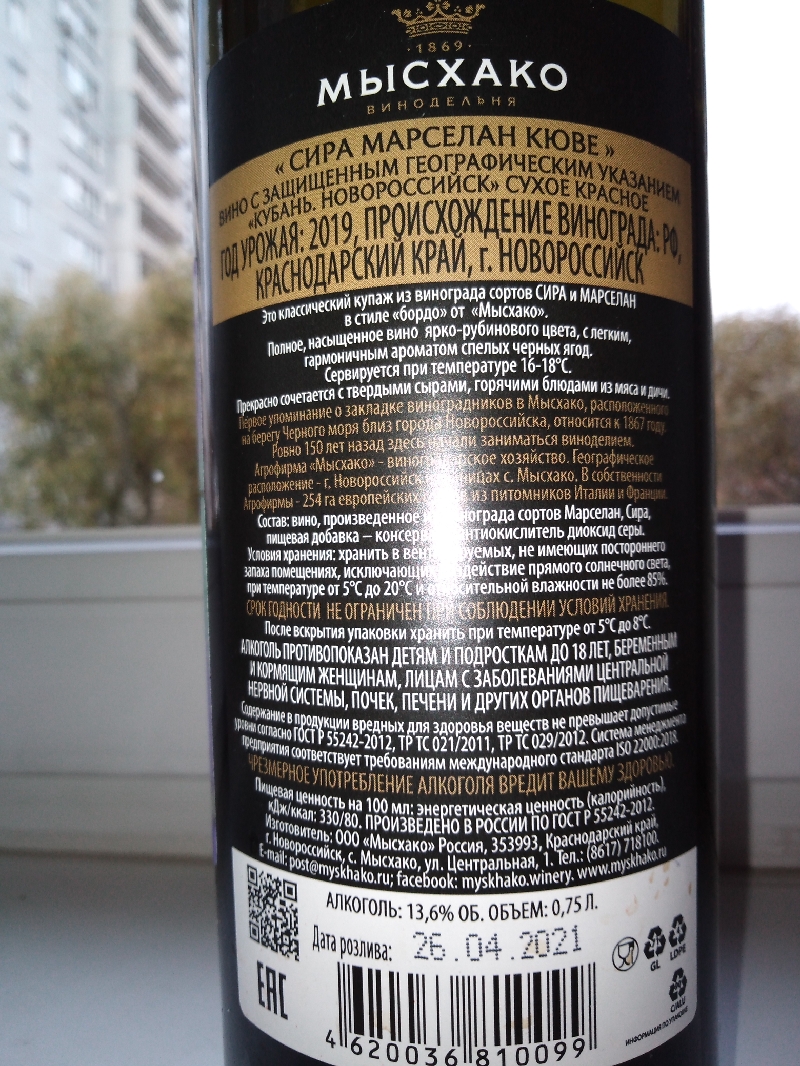 ·1869·
МЫСХАКО
ВИНОДЕЛЬНЯ
« СИРА МАРСЕЛАН КЮВЕ »
ВИНО С ЗАЩИЩЕННЫМ ГЕОГРАФИЧЕСКИМ УКАЗАНИЕМ
«КУБАНЬ. НОВОРОССИЙСК» СУХОЕ КРАСНОЕ
ГОД УРОЖАЯ: 2019, ПРОИСХОЖДЕНИЕ ВИНОГРАДА: РФ,
КРАСНОДАРСКИЙ КРАЙ, г. НОВОРОССИЙСК
Это классический купаж из винограда сортов СИРА и МАРСЕЛАН
в стиле «бордо» от «Мысхако».
Полное, насыщенное вино ярко-рубинового цвета, с легким,
гармоничным ароматом спелых черных ягод.
Сервируется при температуре 16-18°С.
Прекрасно сочетается с твердыми сырами, горячими блюдами из мяса и дичи.
Первое упоминание о закладке виноградников в Мысхако, расположенного
на берегу Черного моря близ города Новороссийска, относится к 1867 году.
Ровно 150 лет назад здесь начали заниматься виноделием.
Агрофирма «Мысхако» - виноградарское хозяйство. Географическое
расположение - г. Новороссийск в границах с. Мысхако. В собственности
Агрофирмы - 254 га европейских из питомников Италии и Франции.
Состав: вино, произведенное из винограда сортов Марселан, Сира,
пищевая добавка – антиокислитель диоксид серы.
Условия хранения: хранить в вентилируемых, не имеющих постороннего
запаха помещениях, исключающих воздействие прямого солнечного света,
при температуре от 5°С до 20°С и относительной влажности не более 85%.
СРОК ГОДНОСТИ НЕ ОГРАНИЧЕН ПРИ СОБЛЮДЕНИИ УСЛОВИЙ ХРАНЕНИЯ.
После вскрытия упаковки хранить при температуре от 5°С до 8°С.
АЛКОГОЛЬ ПРОТИВОПОКАЗАН ДЕТЯМ И ПОДРОСТКАМ ДО 18 ЛЕТ, БЕРЕМЕННЫМ
И КОРМЯЩИМ ЖЕНЩИНАМ, ЛИЦАМ С ЗАБОЛЕВАНИЯМИ ЦЕНТРАЛЬНОЙ
НЕРВНОЙ СИСТЕМЫ, ПОЧЕК, ПЕЧЕНИ И ДРУГИХ ОРГАНОВ ПИЩЕВАРЕНИЯ.
Содержание в продукции вредных для здоровья веществ не превышает допустимые
уровни согласно ГОСТ Р 55242-2012, ТР ТС 021/2011, ТР ТС 029/2012. Система менеджмента
предприятия соответствует требованиям международного стандарта ISO 22000:2018.
ЧРЕЗМЕРНОЕ УПОТРЕБЛЕНИЕ АЛКОГОЛЯ ВРЕДИТ ВАШЕМУ ЗДОРОВЬЮ.
Пищевая ценность на 100 мл: энергетическая ценность (калорийность),
кДж/ккал: 330/80. ПРОИЗВЕДЕНО В РОССИИ ПО ГОСТ Р 55242-2012.
Изготовитель: ООО «Мысхако» Россия, 353993, Краснодарский край,
г. Новороссийск, с. Мысхако, ул. Центральная, 1. Тел.: (8617) 718100.
E-mail: post@myskhako.ru; facebook: myskhako.winery. www.myskhako.ru
АЛКОГОЛЬ: 13,6% ОБ. ОБЪЕМ: 0,75 Л.
Дата розлива: 26.04.2021
GL
LDPE
C/ALU
ИНФОРМАЦИЯ ПО УПАКОВКЕ
ЕАС
4 620036 810099